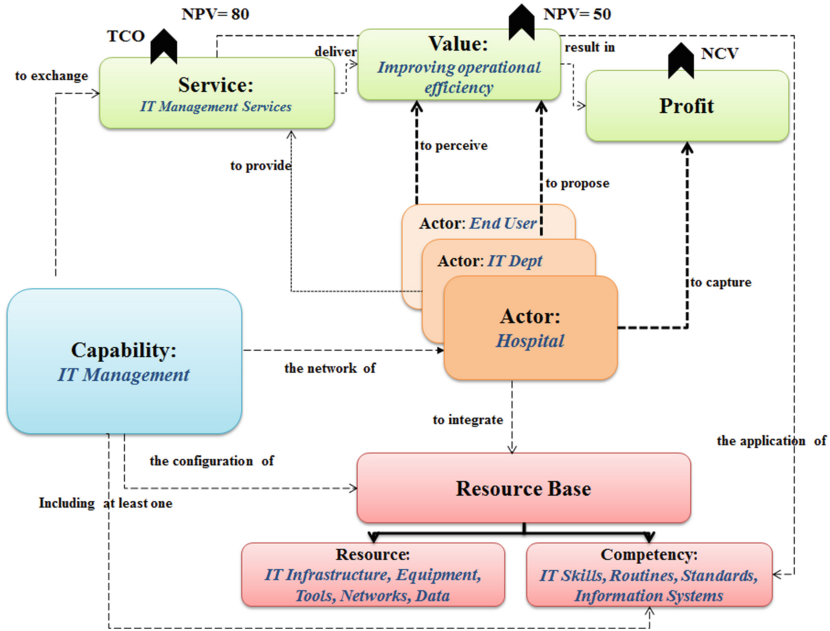 NPV= 80
NPV= 50
TCO
Value:
result in
deliver
Improving operational
efficiency
NCV
to exchange
Service:
IT Management Services
Profit
to perceive
to provide
to propose
Actor: End User
Actor: IT Dept
to capture
Actor:
Hospital
Capability:
IT Management
the network of
to integrate
the application of
the configuration of
Resource Base
Including at least one
Resource:
IT Infrastructure, Equipment,
Tools, Networks, Data
Competency:
IT Skills, Routines, Standards,
Information Systems